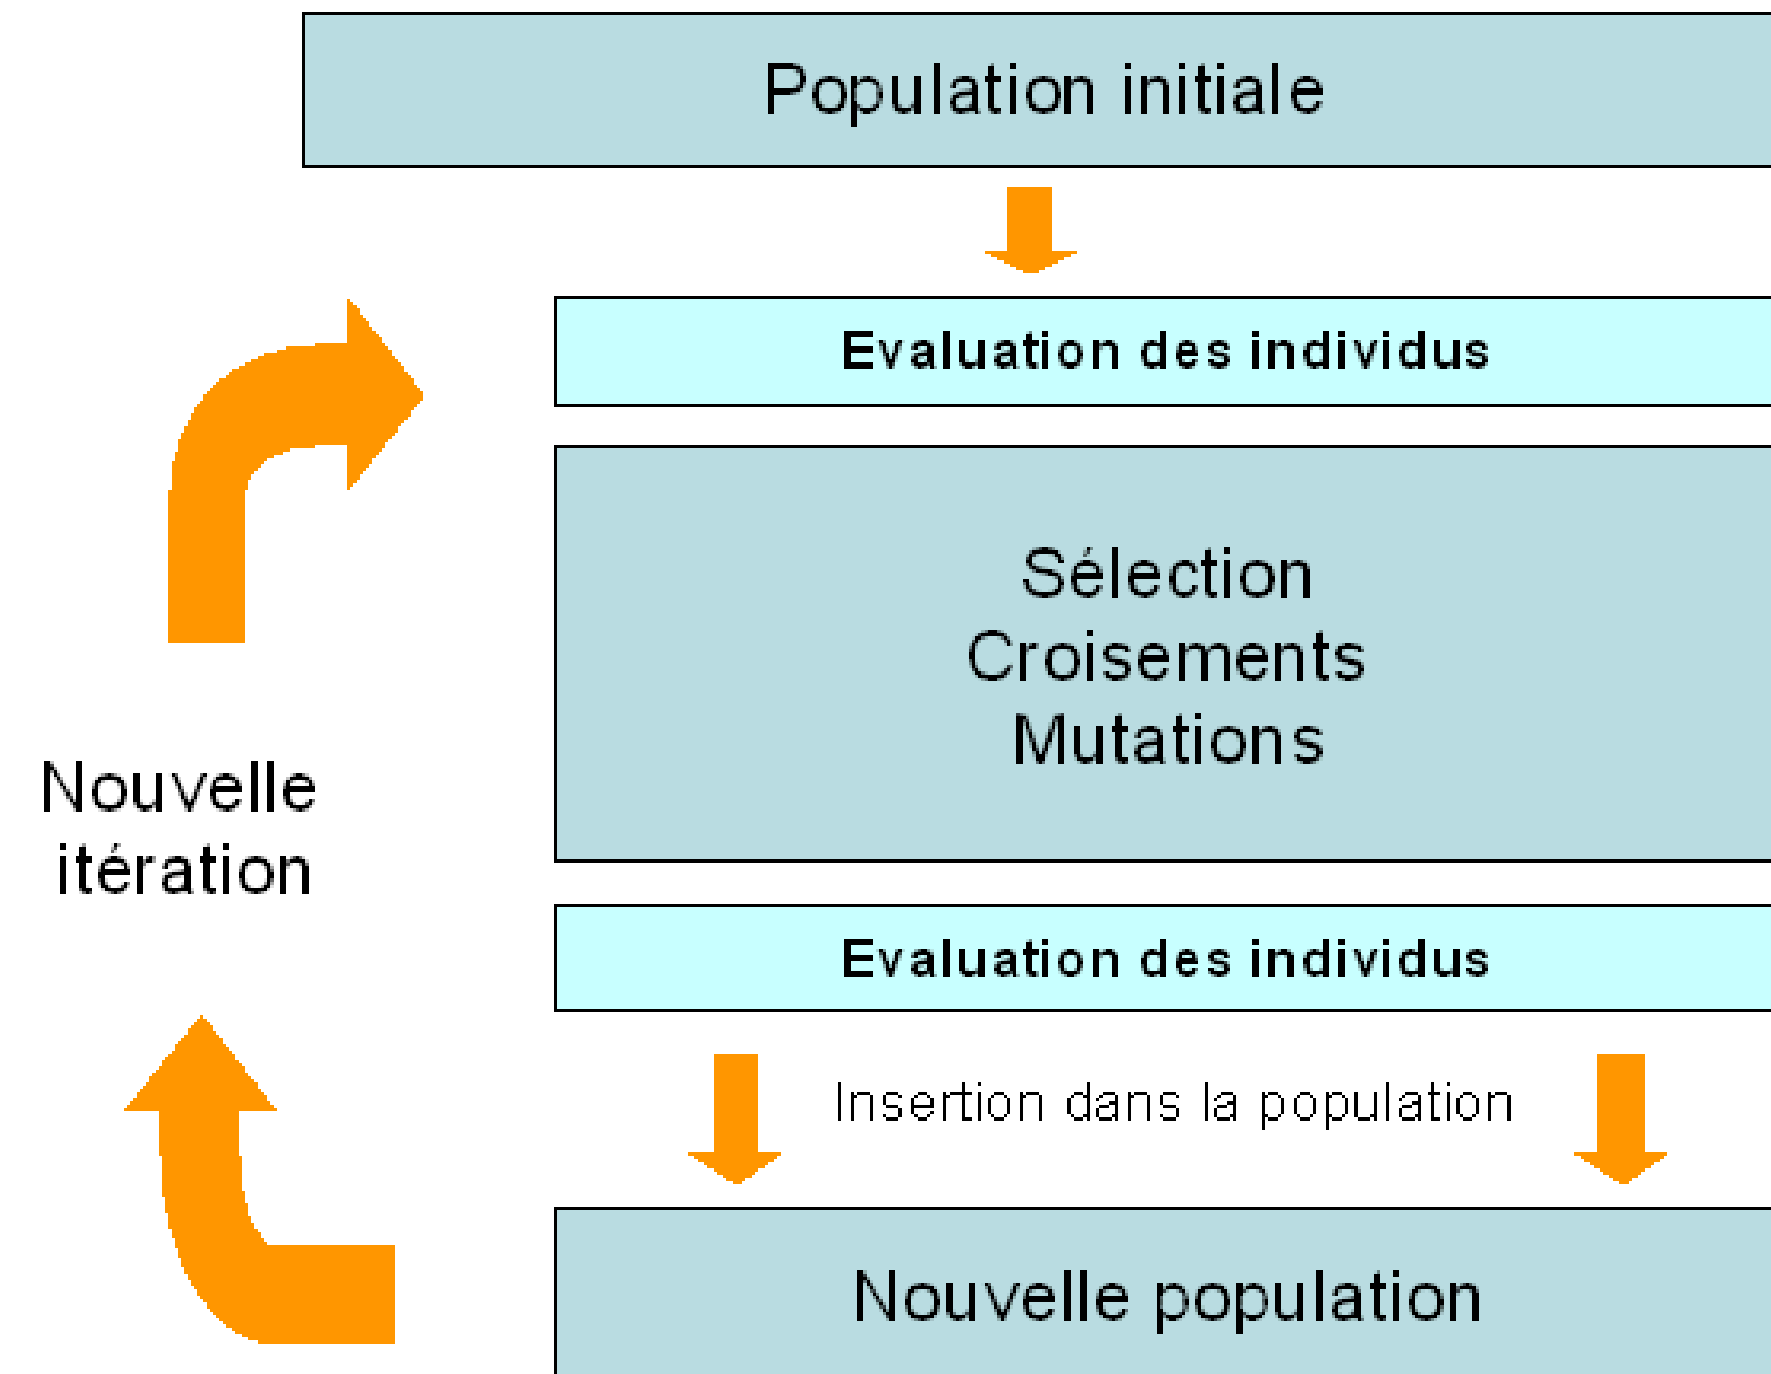 Population initiale
Evaluation des individus
Sélection
Croisements
Mutations
Nouvelle
itération
Evaluation des individus
Insertion dans la population
Nouvelle population